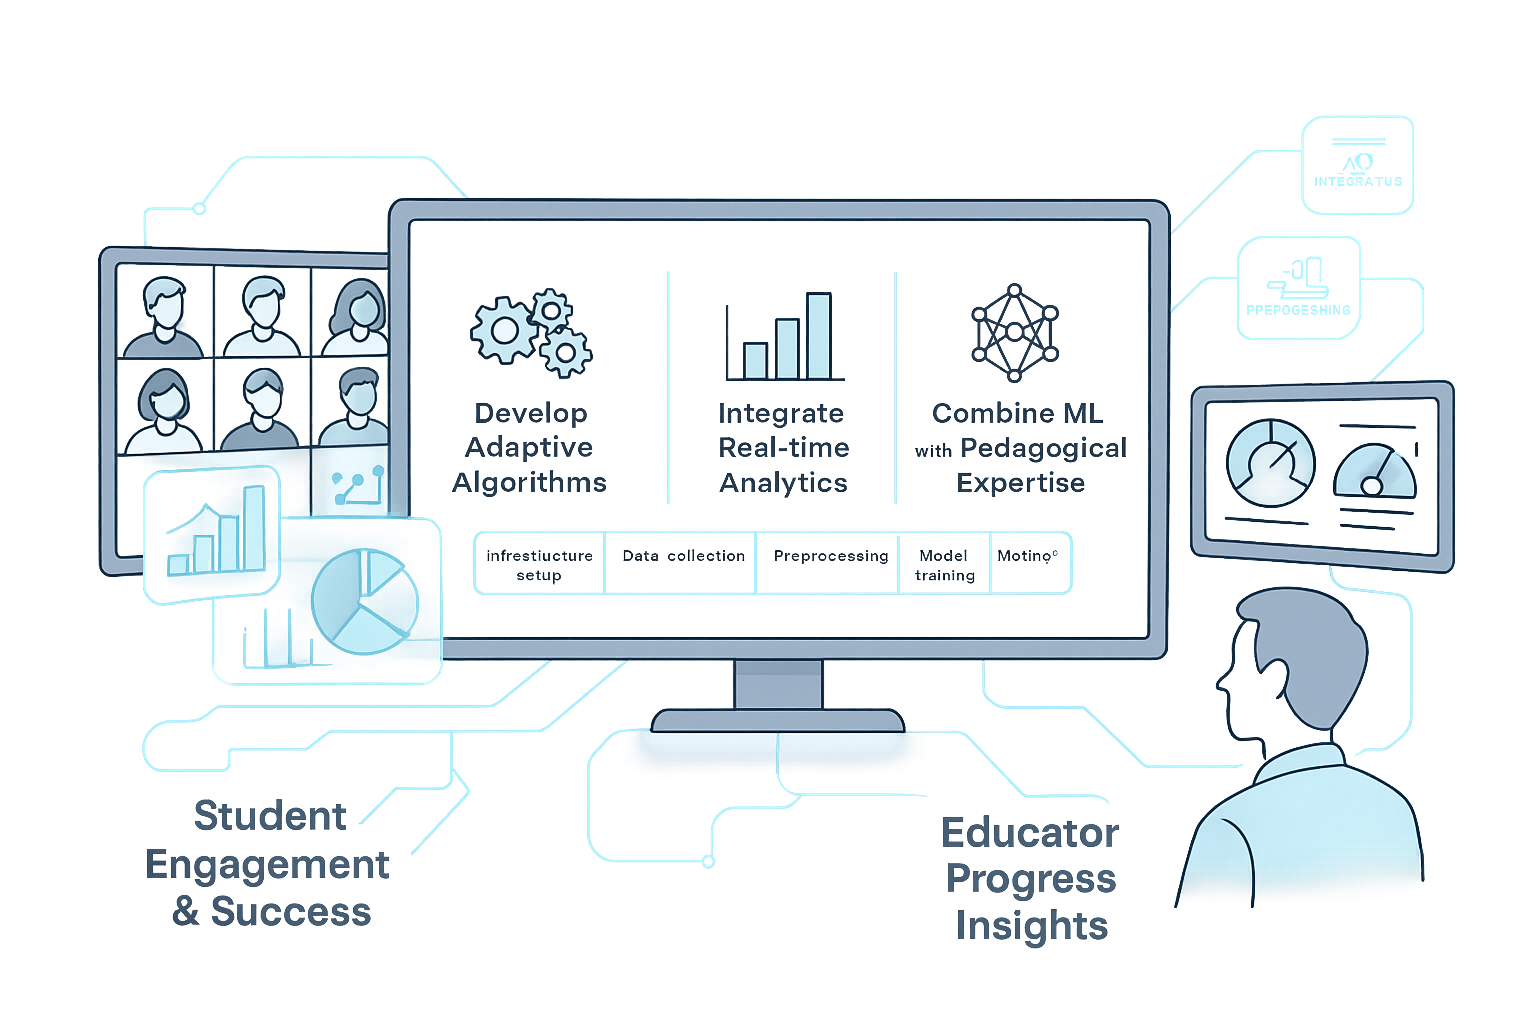 AO
INTEGRATUS
PPEPOGESHING
Develop
Adaptive
Algorithms
Integrate
Real-time
Analytics
Combine ML
with Pedagogical
Expertise
infrestiucture
setup
Data collection
Preprocessing
Model
training
Student
Engagement
& Success
Educator
Progress
Insights